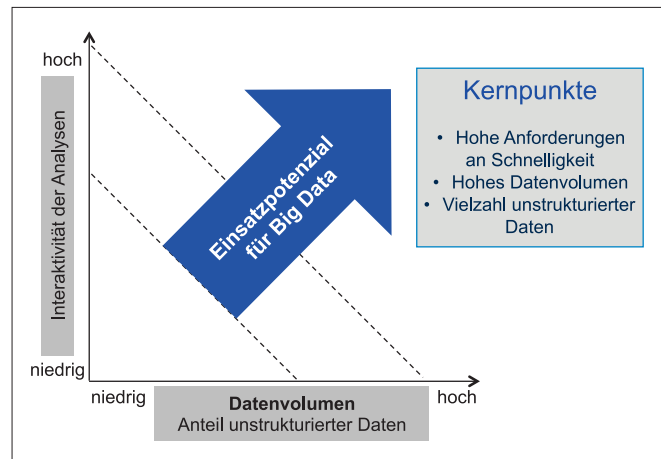 hoch
Interaktivität der Analysen
niedrig
Einsatzpotenzial
für Big Data
Kernpunkte
• Hohe Anforderungen
an Schnelligkeit
• Hohes Datenvolumen
• Vielzahl unstrukturierter
Daten
niedrig
Datenvolumen
Anteil unstrukturierter Daten
hoch